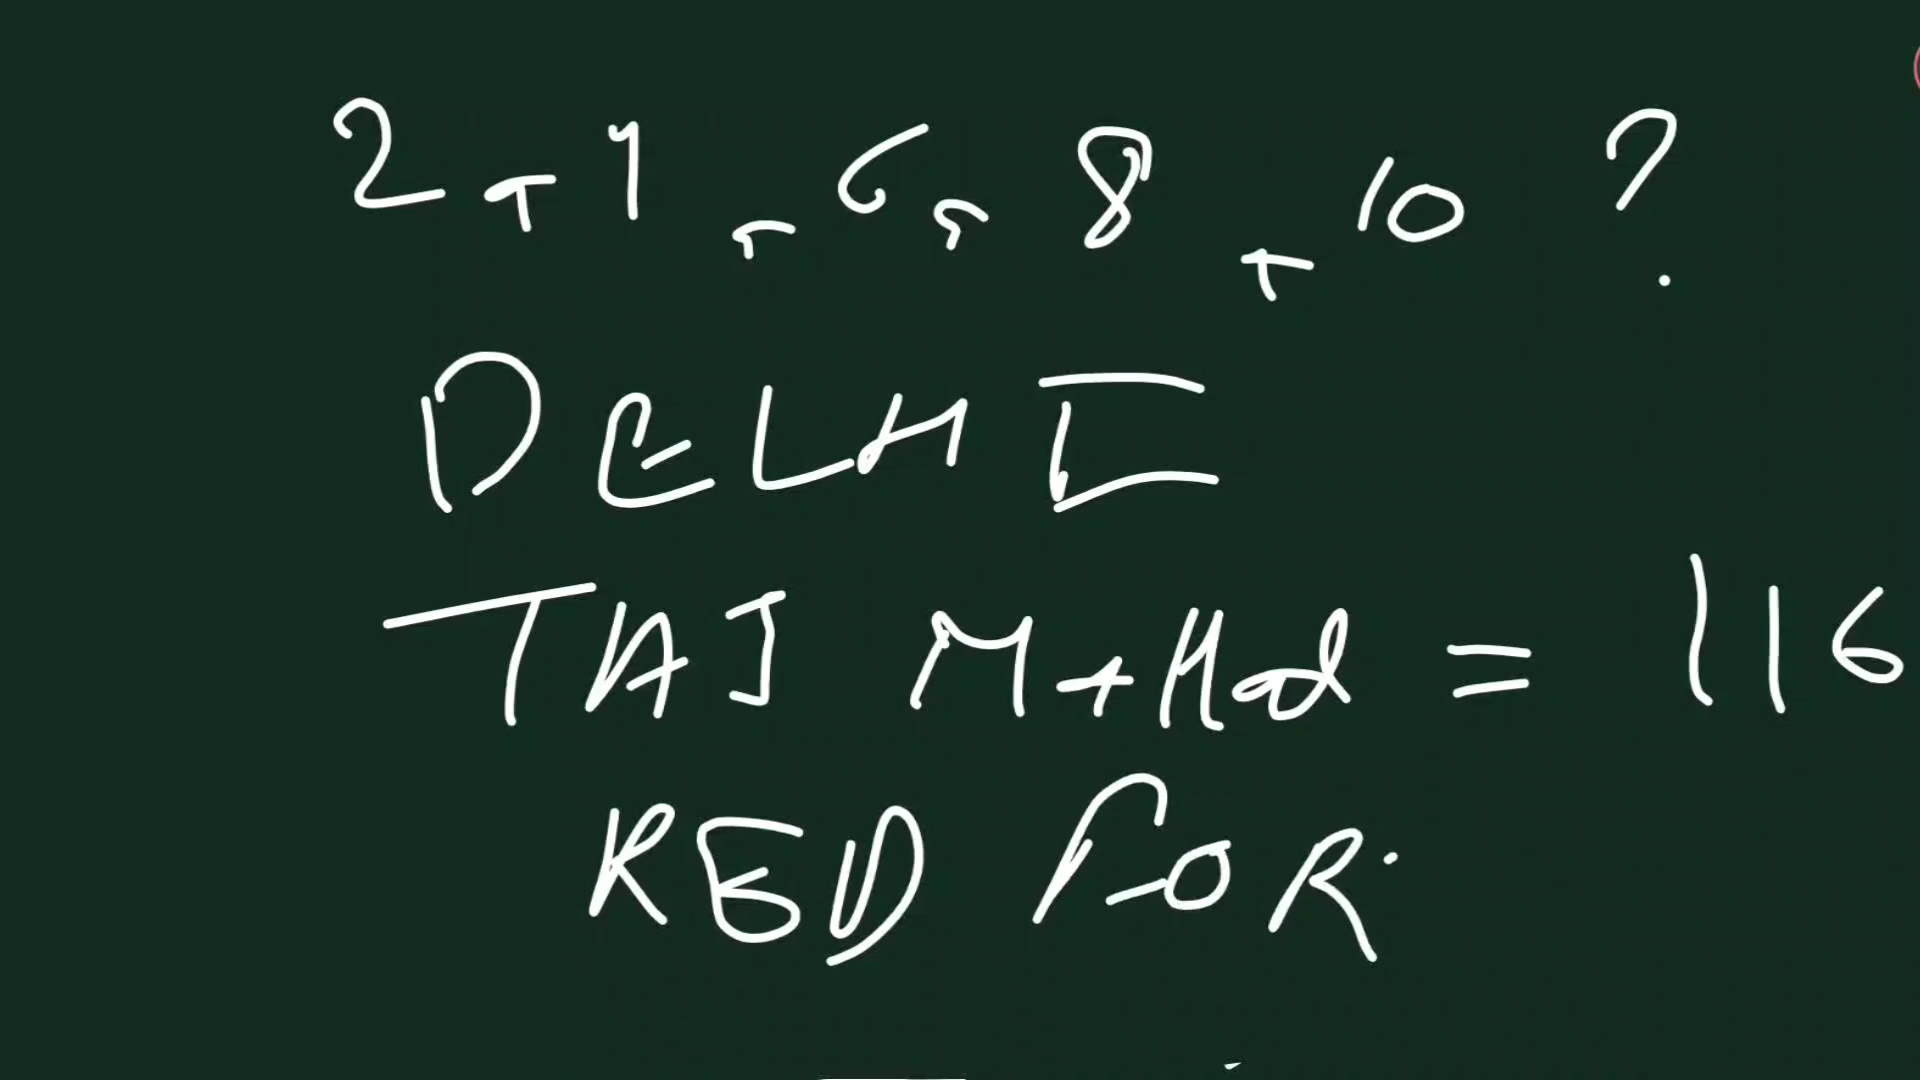 2, 4, 6, 8, 10 ?
DELHI
TAJ MAHAL = 116
RED FOR